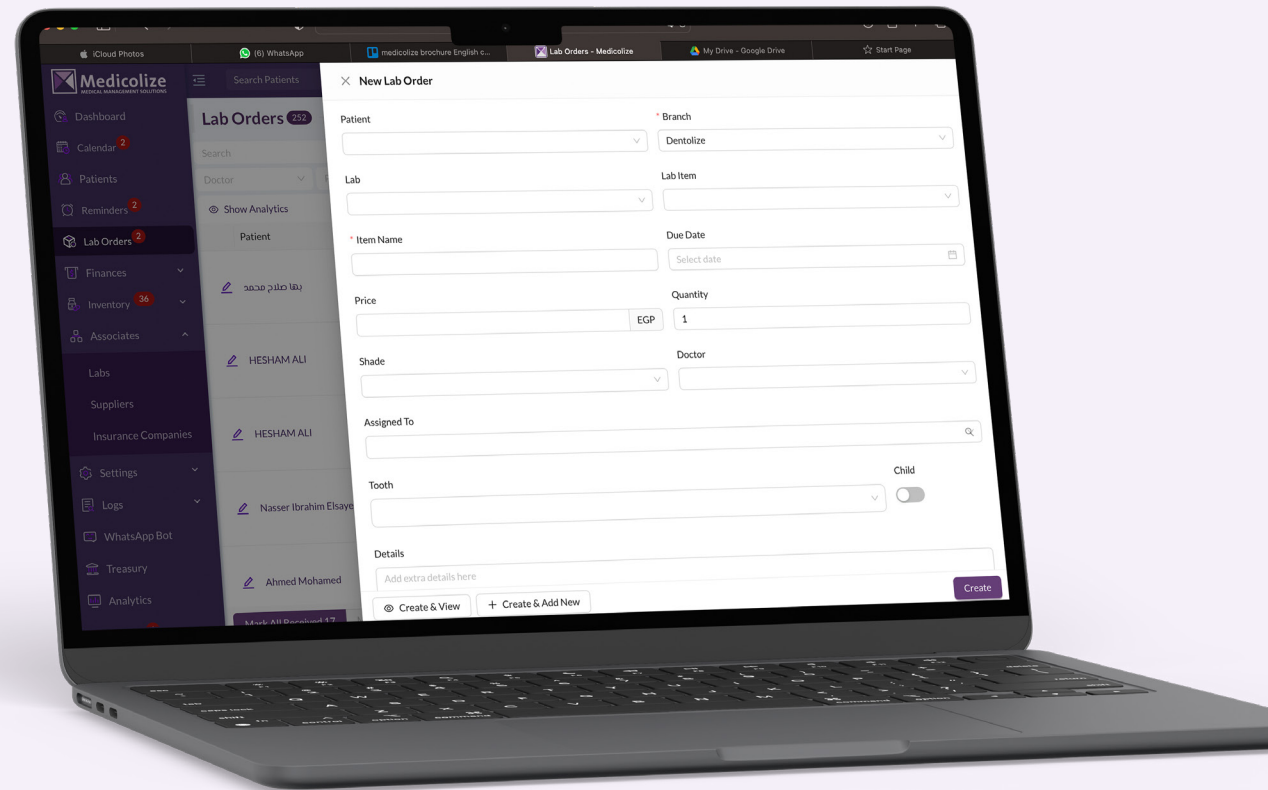 iCloud Photos
(6) WhatsApp
medicolize brochure English c...
Lab Orders - Medicolize
My Drive - Google Drive
Start Page
Medicolize
MEDICAL MANAGEMENT SOLUTIONS
Search Patients
Dashboard
Calendar 2
Patients
Reminders 2
Lab Orders 2
Finances
Inventory 36
Associates
Labs
Suppliers
Insurance Companies
Settings
Logs
WhatsApp Bot
Treasury
Analytics
Lab Orders 252
Search
Doctor
Show Analytics
Patient
بها صلاح محمد
HESHAM ALI
HESHAM ALI
Nasser Ibrahim Elsaye
Ahmed Mohamed
Mark All Received 17
New Lab Order
Patient
* Branch
Dentolize
Lab
Lab Item
* Item Name
Due Date
Select date
Price
EGP
Quantity
1
Shade
Doctor
Assigned To
Tooth
Child
Details
Add extra details here
Create & View
+ Create & Add New
Create